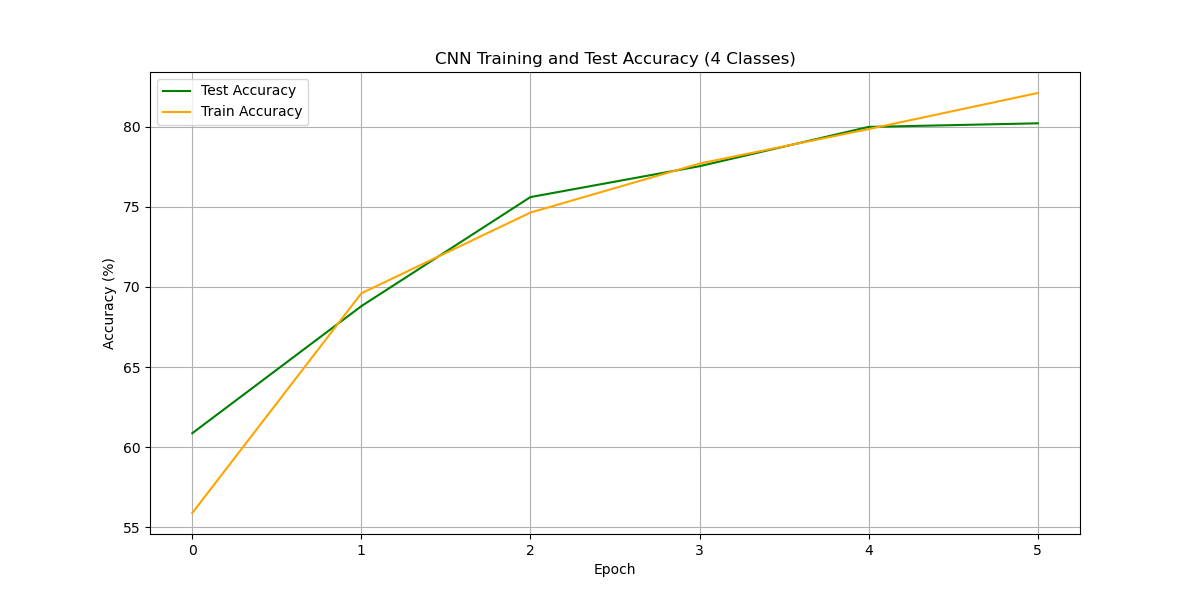 CNN Training and Test Accuracy (4 Classes)
Test Accuracy
Train Accuracy
Accuracy (%)
80
75
70
65
60
55
0 1 2 3 4 5
Epoch